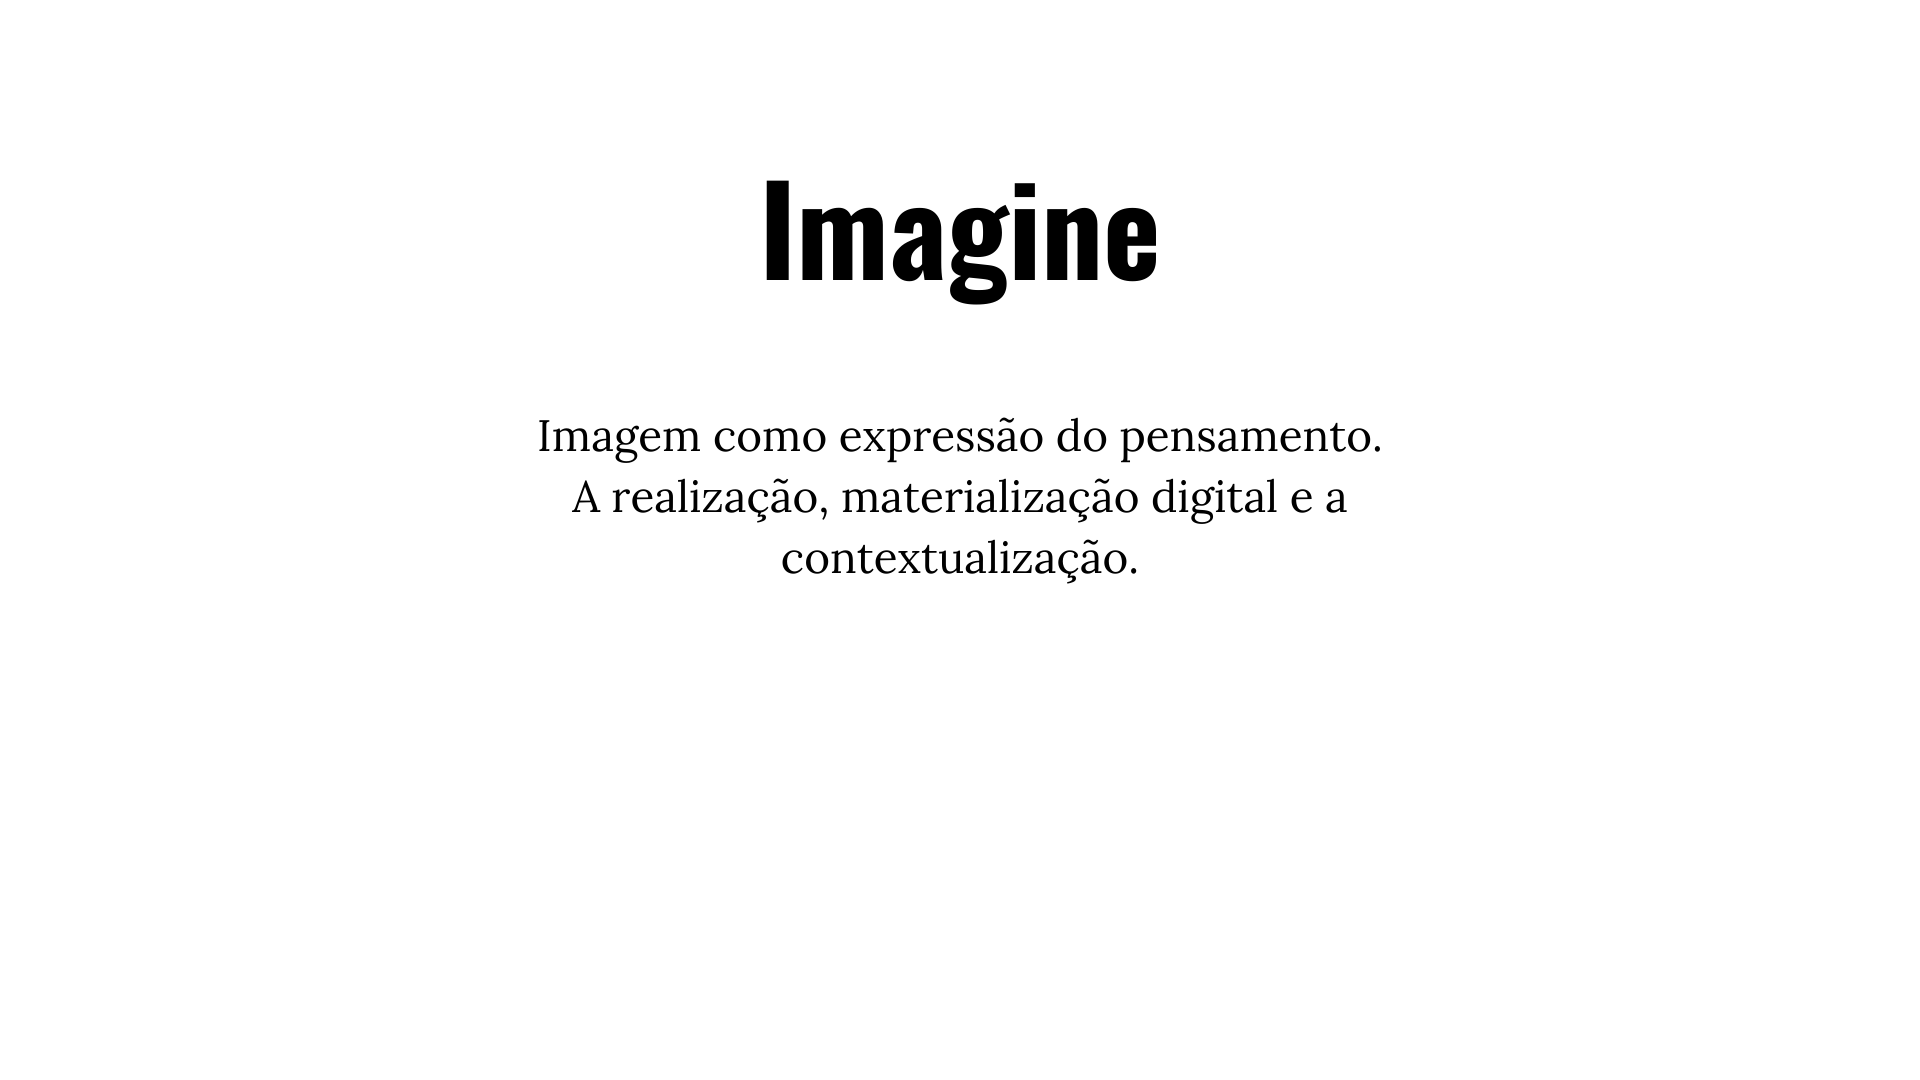 Imagine
Imagem como expressão do pensamento.
A realização, materialização digital e a
contextualização.